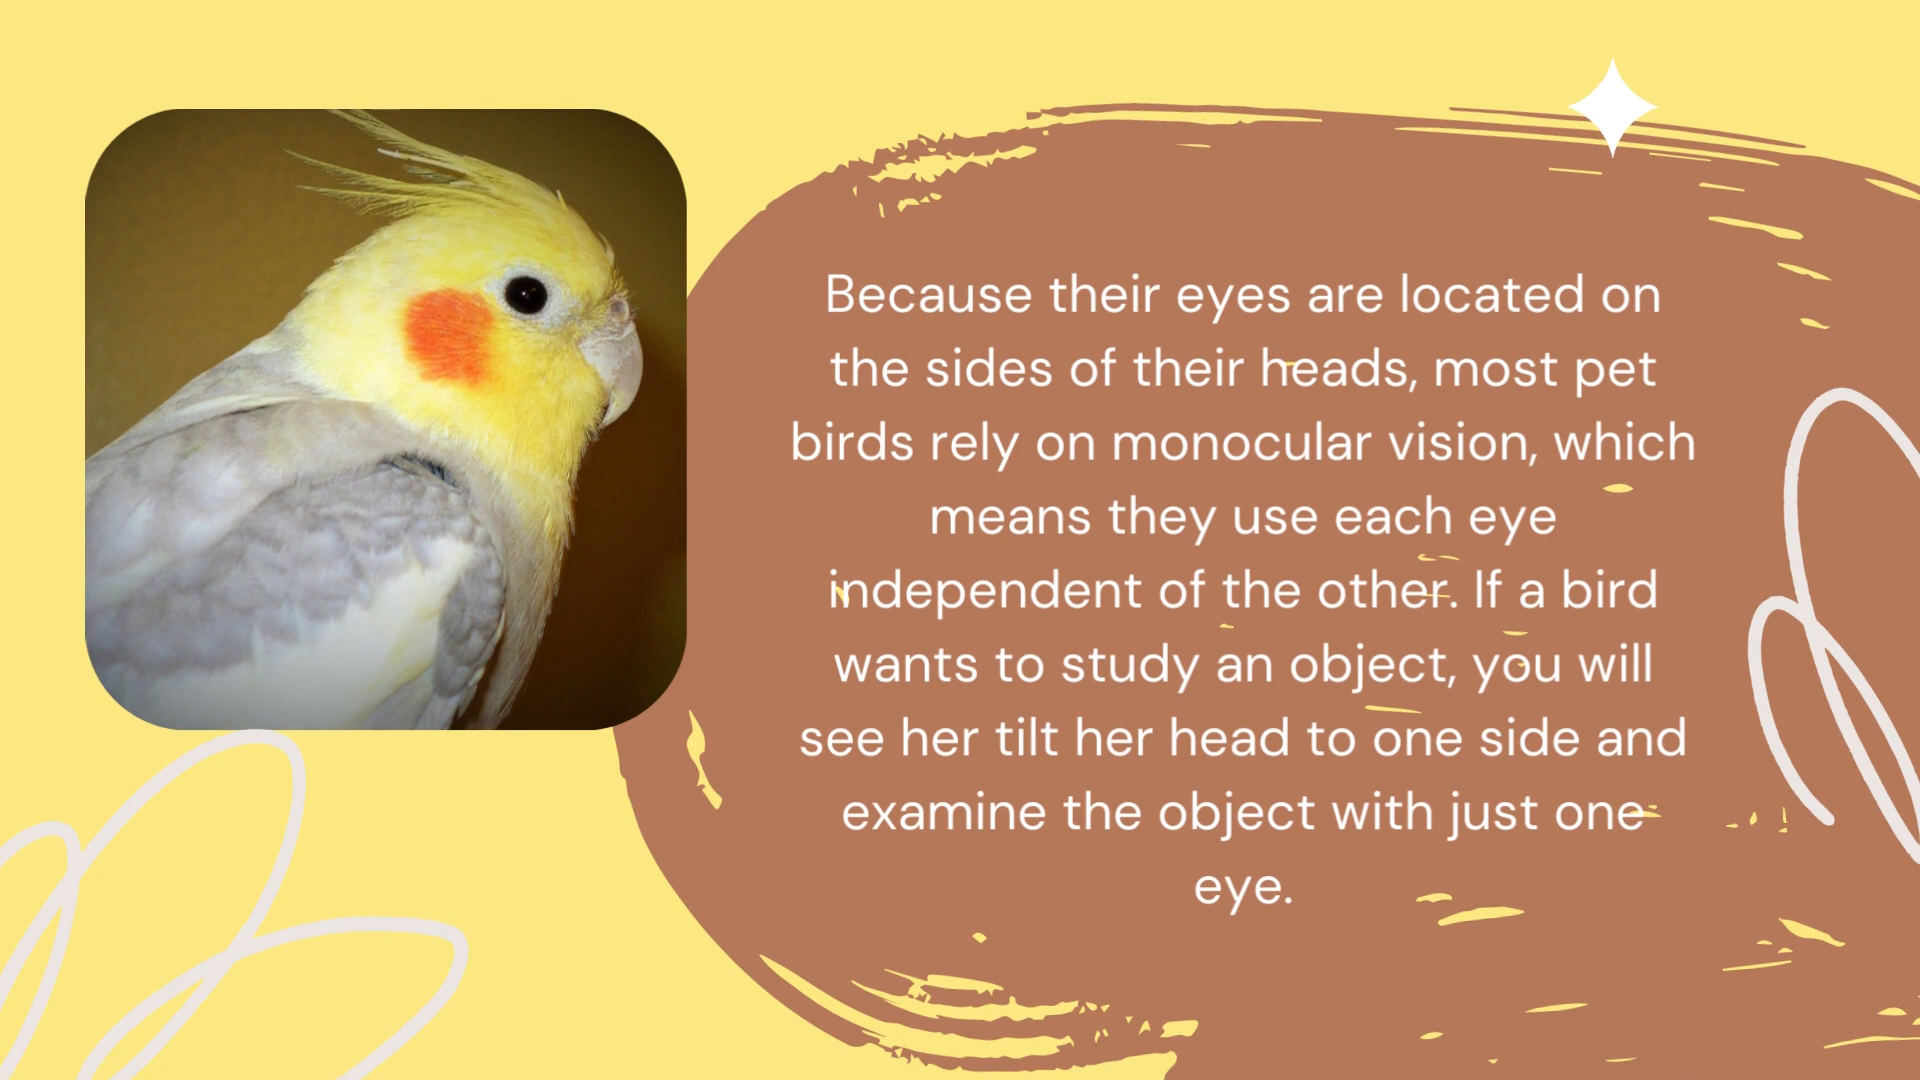 Because their eyes are located on
the sides of their heads, most pet
birds rely on monocular vision, which
means they use each eye
independent of the other. If a bird
wants to study an object, you will
see her tilt her head to one side and
examine the object with just one
eye.